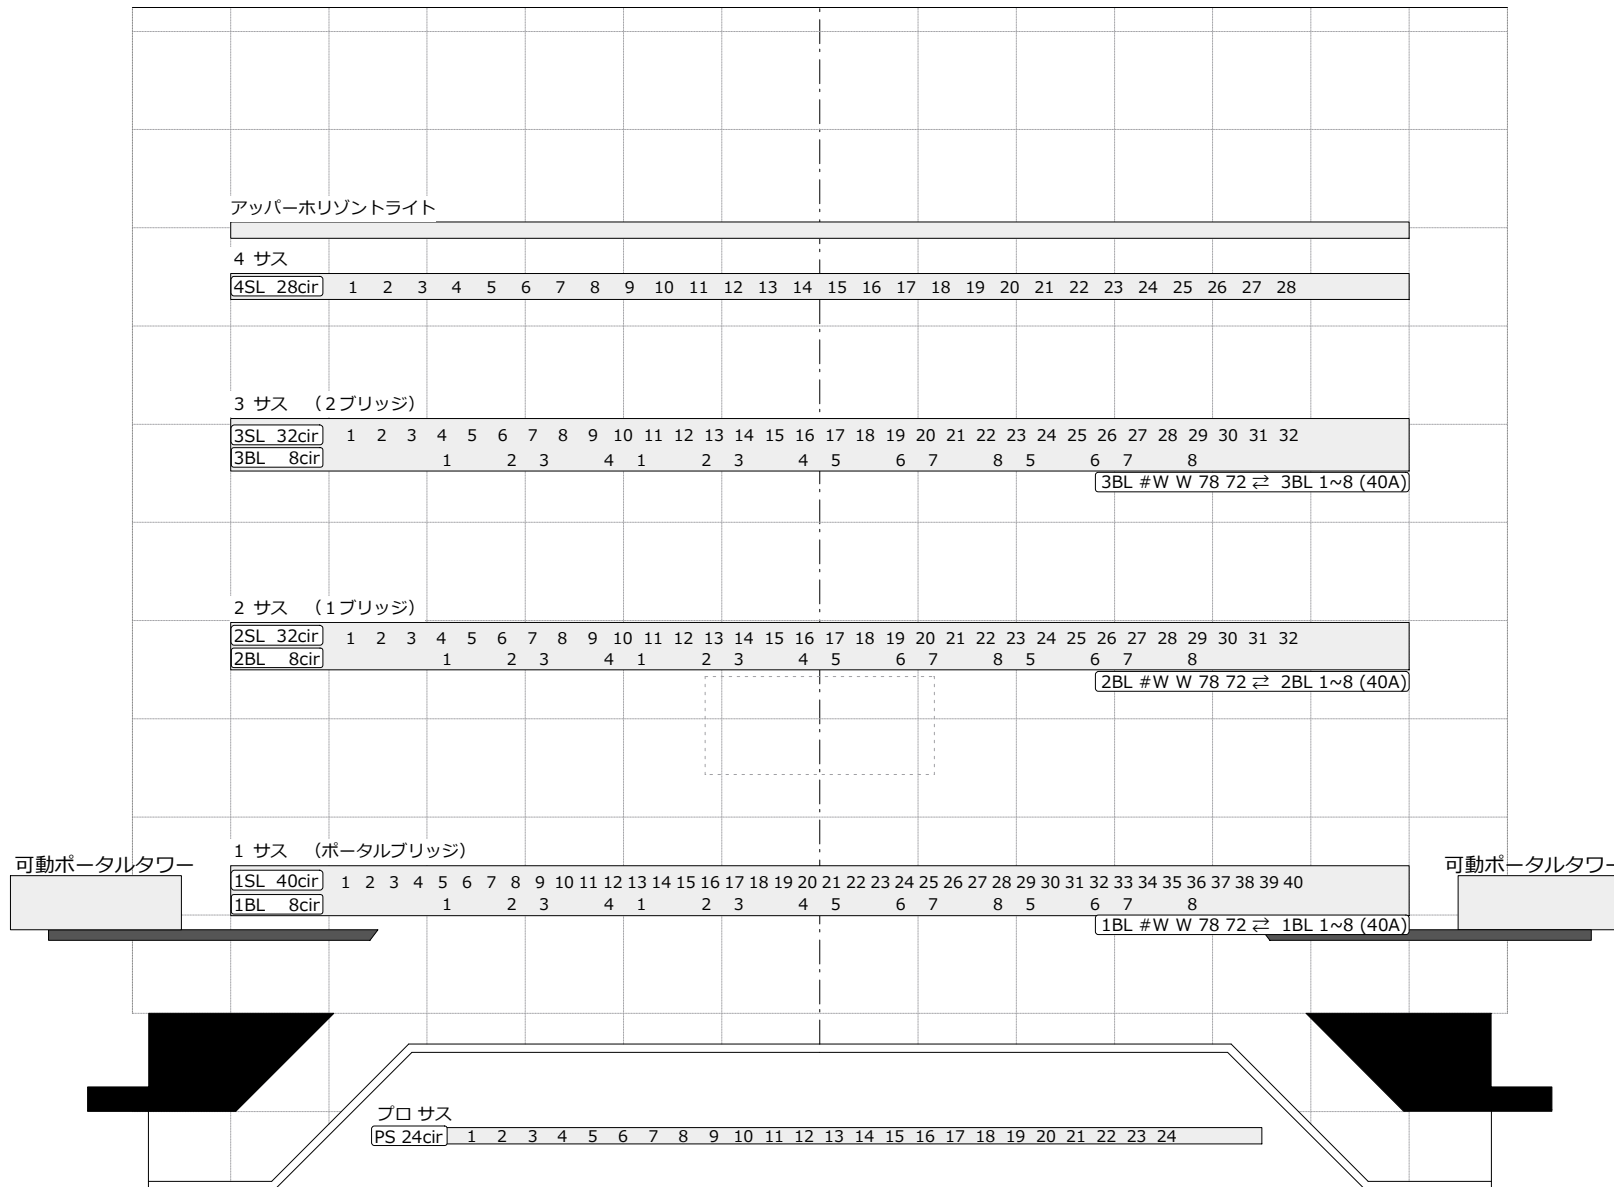 アッパーホリゾントライト
4 サス
4SL 28cir 1 2 3 4 5 6 7 8 9 10 11 12 13 14 15 16 17 18 19 20 21 22 23 24 25 26 27 28
3 サス （２ブリッジ）
3SL 32cir 1 2 3 4 5 6 7 8 9 10 11 12 13 14 15 16 17 18 19 20 21 22 23 24 25 26 27 28 29 30 31 32
3BL 8cir 1 2 3 4 1 2 3 4 5 6 7 8 5 6 7 8
3BL #W W 78 72 ⇄ 3BL 1~8 (40A)
2 サス （１ブリッジ）
2SL 32cir 1 2 3 4 5 6 7 8 9 10 11 12 13 14 15 16 17 18 19 20 21 22 23 24 25 26 27 28 29 30 31 32
2BL 8cir 1 2 3 4 1 2 3 4 5 6 7 8 5 6 7 8
2BL #W W 78 72 ⇄ 2BL 1~8 (40A)
1 サス （ポータルブリッジ）
可動ポータルタワー
可動ポータルタワー
1SL 40cir 1 2 3 4 5 6 7 8 9 10 11 12 13 14 15 16 17 18 19 20 21 22 23 24 25 26 27 28 29 30 31 32 33 34 35 36 37 38 39 40
1BL 8cir 1 2 3 4 1 2 3 4 5 6 7 8 5 6 7 8
1BL #W W 78 72 ⇄ 1BL 1~8 (40A)
プロ サス
PS 24cir 1 2 3 4 5 6 7 8 9 10 11 12 13 14 15 16 17 18 19 20 21 22 23 24